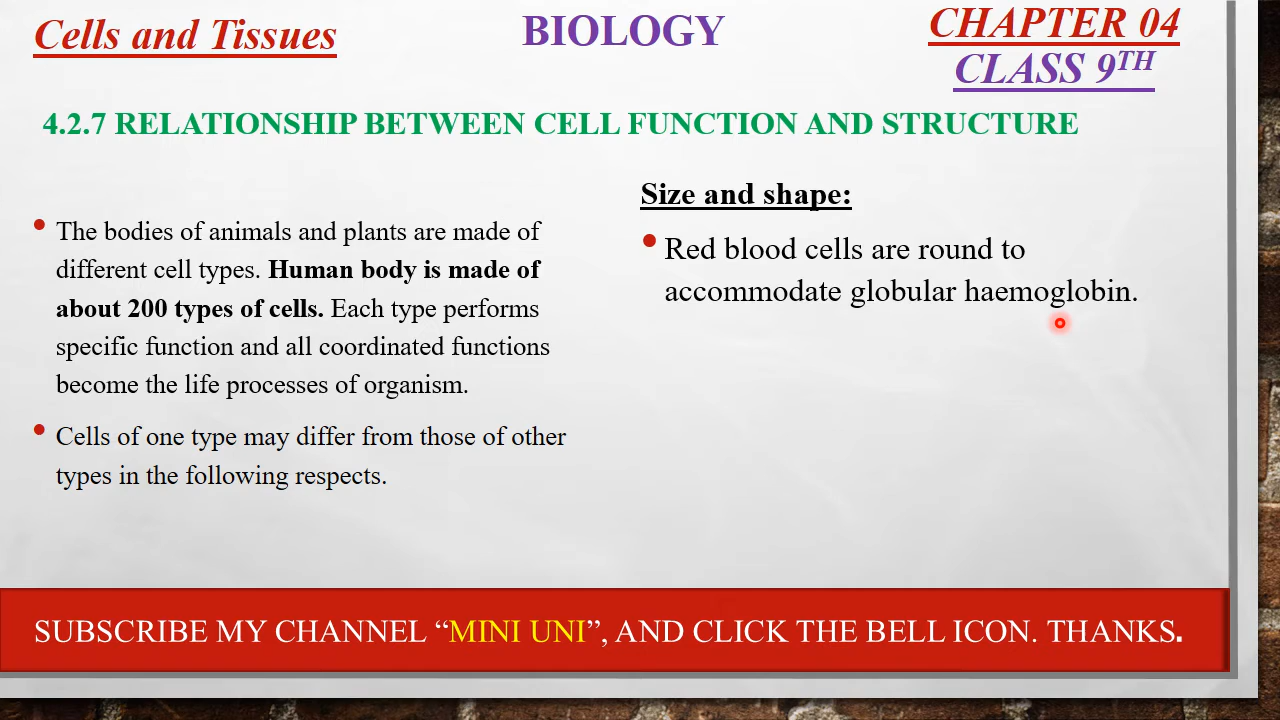 Cells and Tissues
BIOLOGY
CHAPTER 04
CLASS 9TH
4.2.7 RELATIONSHIP BETWEEN CELL FUNCTION AND STRUCTURE
The bodies of animals and plants are made of
different cell types. Human body is made of
about 200 types of cells. Each type performs
specific function and all coordinated functions
become the life processes of organism.
Cells of one type may differ from those of other
types in the following respects.
Size and shape:
Red blood cells are round to
accommodate globular haemoglobin.
SUBSCRIBE MY CHANNEL “MINI UNI”, AND CLICK THE BELL ICON. THANKS.